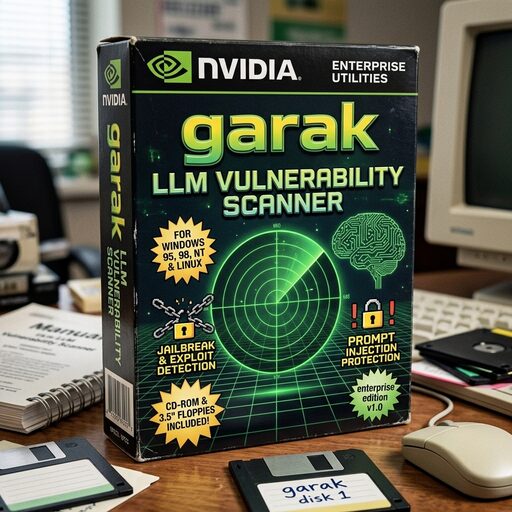 NVIDIA
ENTERPRISE
UTILITIES
garak
LLM VULNERABILITY
SCANNER
FOR
WINDOWS
95, 98, NT
& LINUX
JAILBREAK
& EXPLOIT
DETECTION
PROMPT
INJECTION
PROTECTION
CD-ROM &
3.5" FLOPPIES
INCLUDED!
enterprise
edition
v1.0
NVIDIA
garak
LLM VULNERABILITY
SCANNER
Manual
garak
disk 1